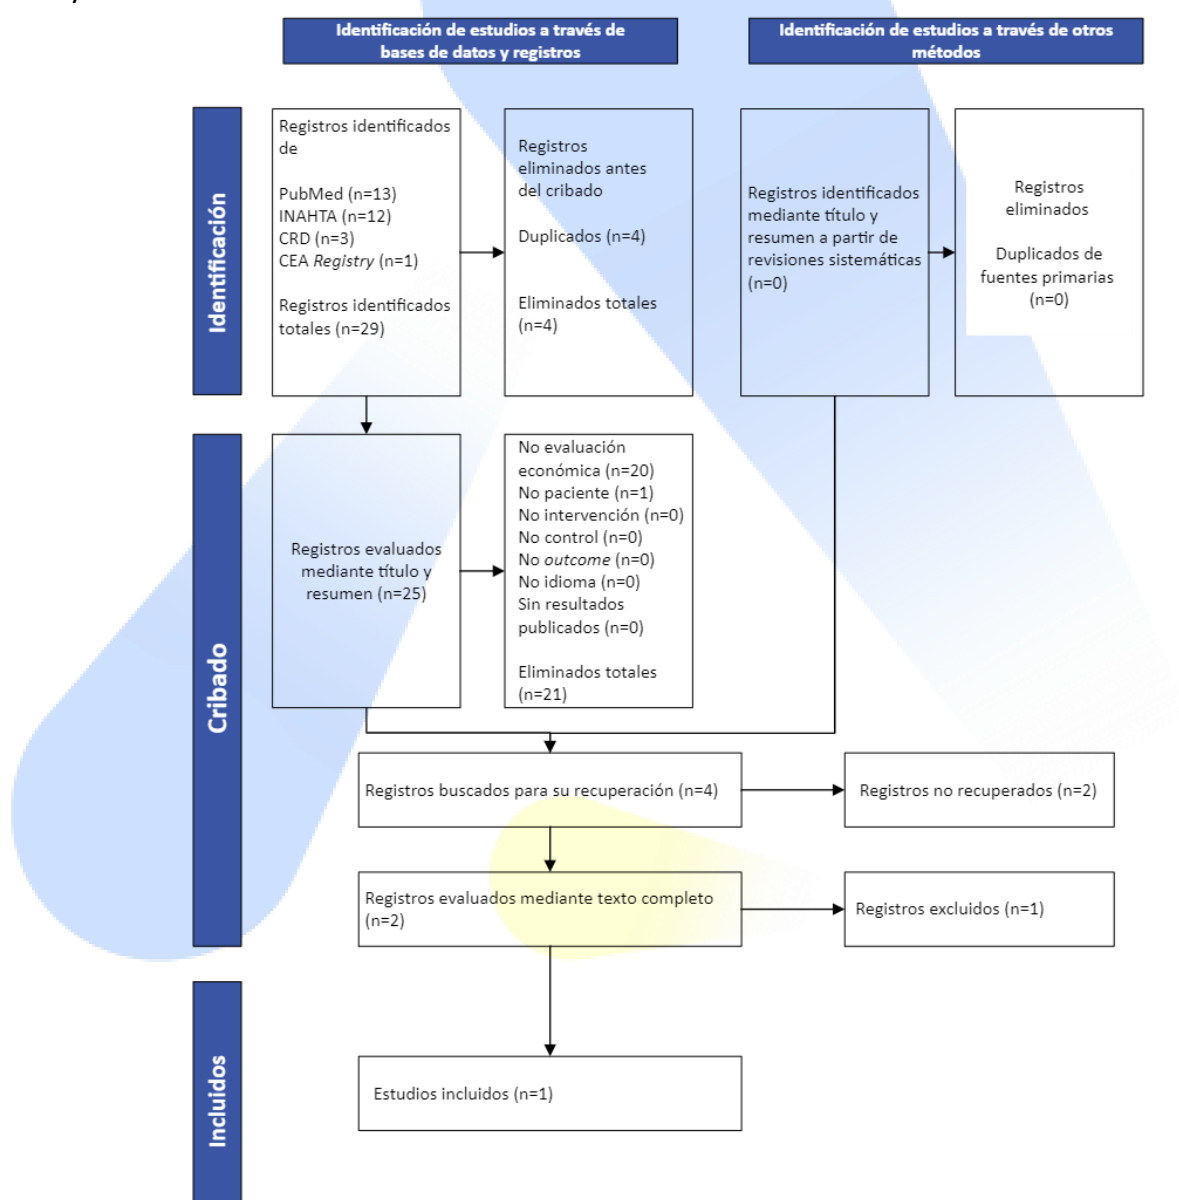 Identificación de estudios a través de
bases de datos y registros
Identificación de estudios a través de otros
métodos
Identificación
Registros identificados
de
PubMed (n=13)
INAHTA (n=12)
CRD (n=3)
CEA Registry (n=1)
Registros identificados
totales (n=29)
Registros
eliminados antes
del cribado
Duplicados (n=4)
Eliminados totales
(n=4)
Registros identificados
mediante título y
resumen a partir de
revisiones sistemáticas
(n=0)
Registros
eliminados
Duplicados de
fuentes primarias
(n=0)
Cribado
Registros evaluados
mediante título y
resumen (n=25)
No evaluación
económica (n=20)
No paciente (n=1)
No intervención (n=0)
No control (n=0)
No outcome (n=0)
No idioma (n=0)
Sin resultados
publicados (n=0)
Eliminados totales
(n=21)
Registros buscados para su recuperación (n=4)
Registros no recuperados (n=2)
Registros evaluados mediante texto completo
(n=2)
Registros excluidos (n=1)
Incluidos
Estudios incluidos (n=1)